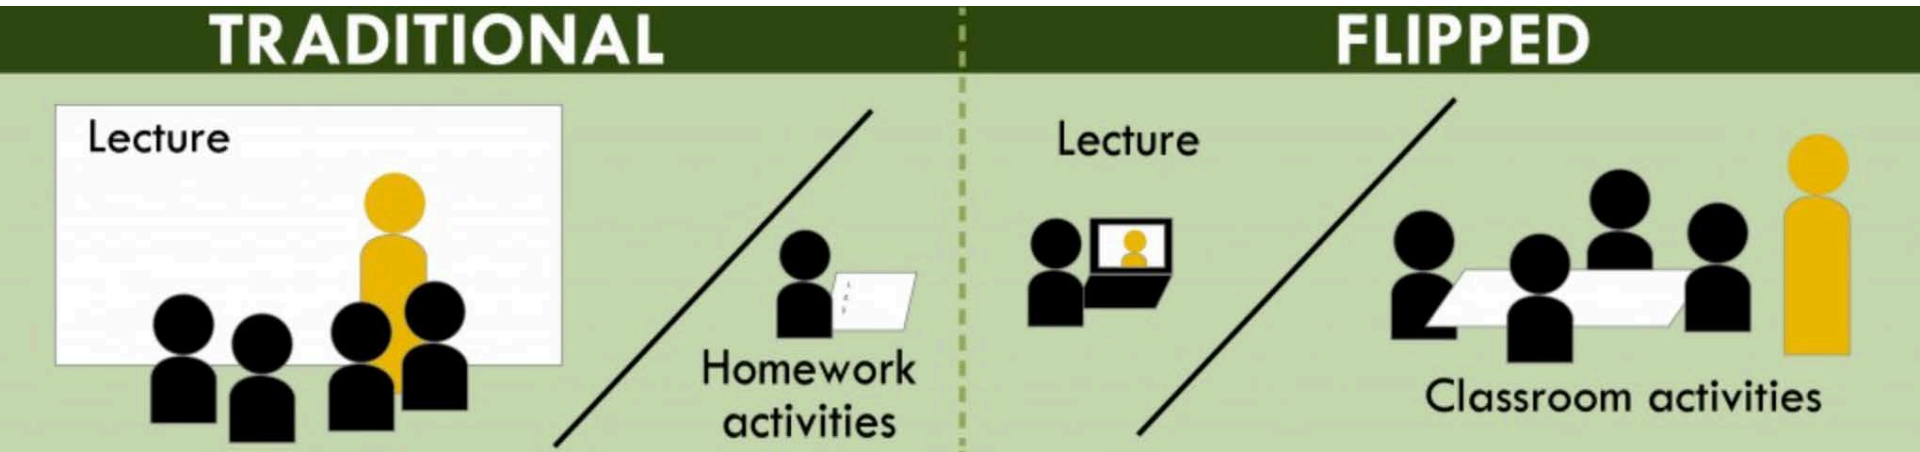 TRADITIONAL
Lecture
Homework
activities
FLIPPED
Lecture
Classroom activities